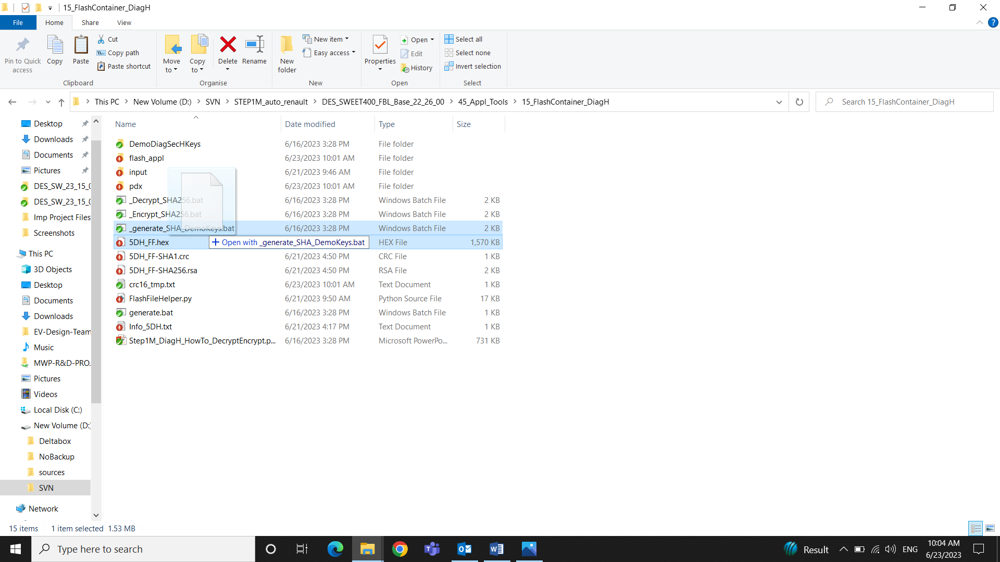 15_FlashContainer_DiagH
File Home Share View
Pin to Quick access
Copy
Paste
Cut
Copy path
Paste shortcut
Clipboard
Move to
Copy to
Delete
Rename
Organise
New folder
New item
Easy access
New
Properties
Open
Edit
History
Open
Select all
Select none
Invert selection
Select
This PC > New Volume (D:) > SVN > STEP1M_auto_renault > DES_SWEET400_FBL_Base_22_26_00 > 45_Appl_Tools > 15_FlashContainer_DiagH
Search 15_FlashContainer_DiagH
Desktop
Downloads
Documents
Pictures
DES_SW_23_15_0
DES_SW_23_15_0
Imp Project Files
Screenshots
This PC
3D Objects
Desktop
Documents
Downloads
EV-Design-Team
Music
MWP-R&D-PRO.
Pictures
Videos
Local Disk (C:)
New Volume (D:)
Deltabox
NoBackup
sources
SVN
Network
Name Date modified Type Size
DemoDiagSecHKeys 6/16/2023 3:28 PM File folder
flash_appl 6/23/2023 10:01 AM File folder
input 6/21/2023 9:46 AM File folder
pdx 6/23/2023 10:01 AM File folder
_Decrypt_SHA256.bat 6/16/2023 3:28 PM Windows Batch File 2 KB
_Encrypt_SHA256.bat 6/16/2023 3:28 PM Windows Batch File 2 KB
_generate_SHA_DemoKeys.bat 6/16/2023 3:28 PM Windows Batch File 2 KB
5DH_FF.hex HEX File 1,570 KB
+ Open with _generate_SHA_DemoKeys.bat
5DH_FF-SHA1.crc 6/21/2023 4:50 PM CRC File 1 KB
5DH_FF-SHA256.rsa 6/21/2023 4:50 PM RSA File 2 KB
crc16_tmp.txt 6/23/2023 10:01 AM Text Document 1 KB
FlashFileHelper.py 6/21/2023 9:50 AM Python Source File 17 KB
generate.bat 6/16/2023 3:28 PM Windows Batch File 1 KB
Info_5DH.txt 6/21/2023 4:17 PM Text Document 1 KB
Step1M_DiagH_HowTo_DecryptEncrypt.p... 6/16/2023 3:28 PM Microsoft PowerPo... 731 KB
15 items 1 item selected 1.53 MB
Type here to search
Result
ENG
10:04 AM
6/23/2023